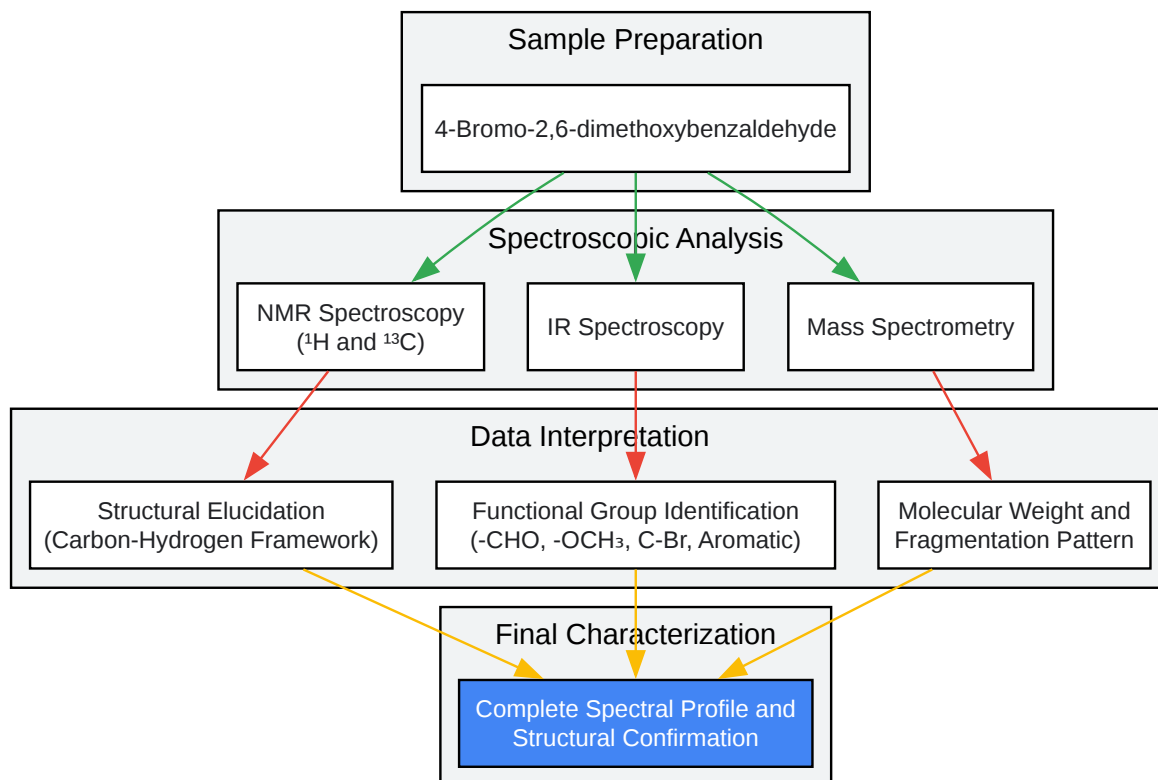 Sample Preparation
4-Bromo-2,6-dimethoxybenzaldehyde
Spectroscopic Analysis
NMR Spectroscopy
(¹H and ¹³C)
IR Spectroscopy
Mass Spectrometry
Data Interpretation
Structural Elucidation
(Carbon-Hydrogen Framework)
Functional Group Identification
(-CHO, -OCH₃, C-Br, Aromatic)
Molecular Weight and
Fragmentation Pattern
Final Characterization
Complete Spectral Profile and
Structural Confirmation